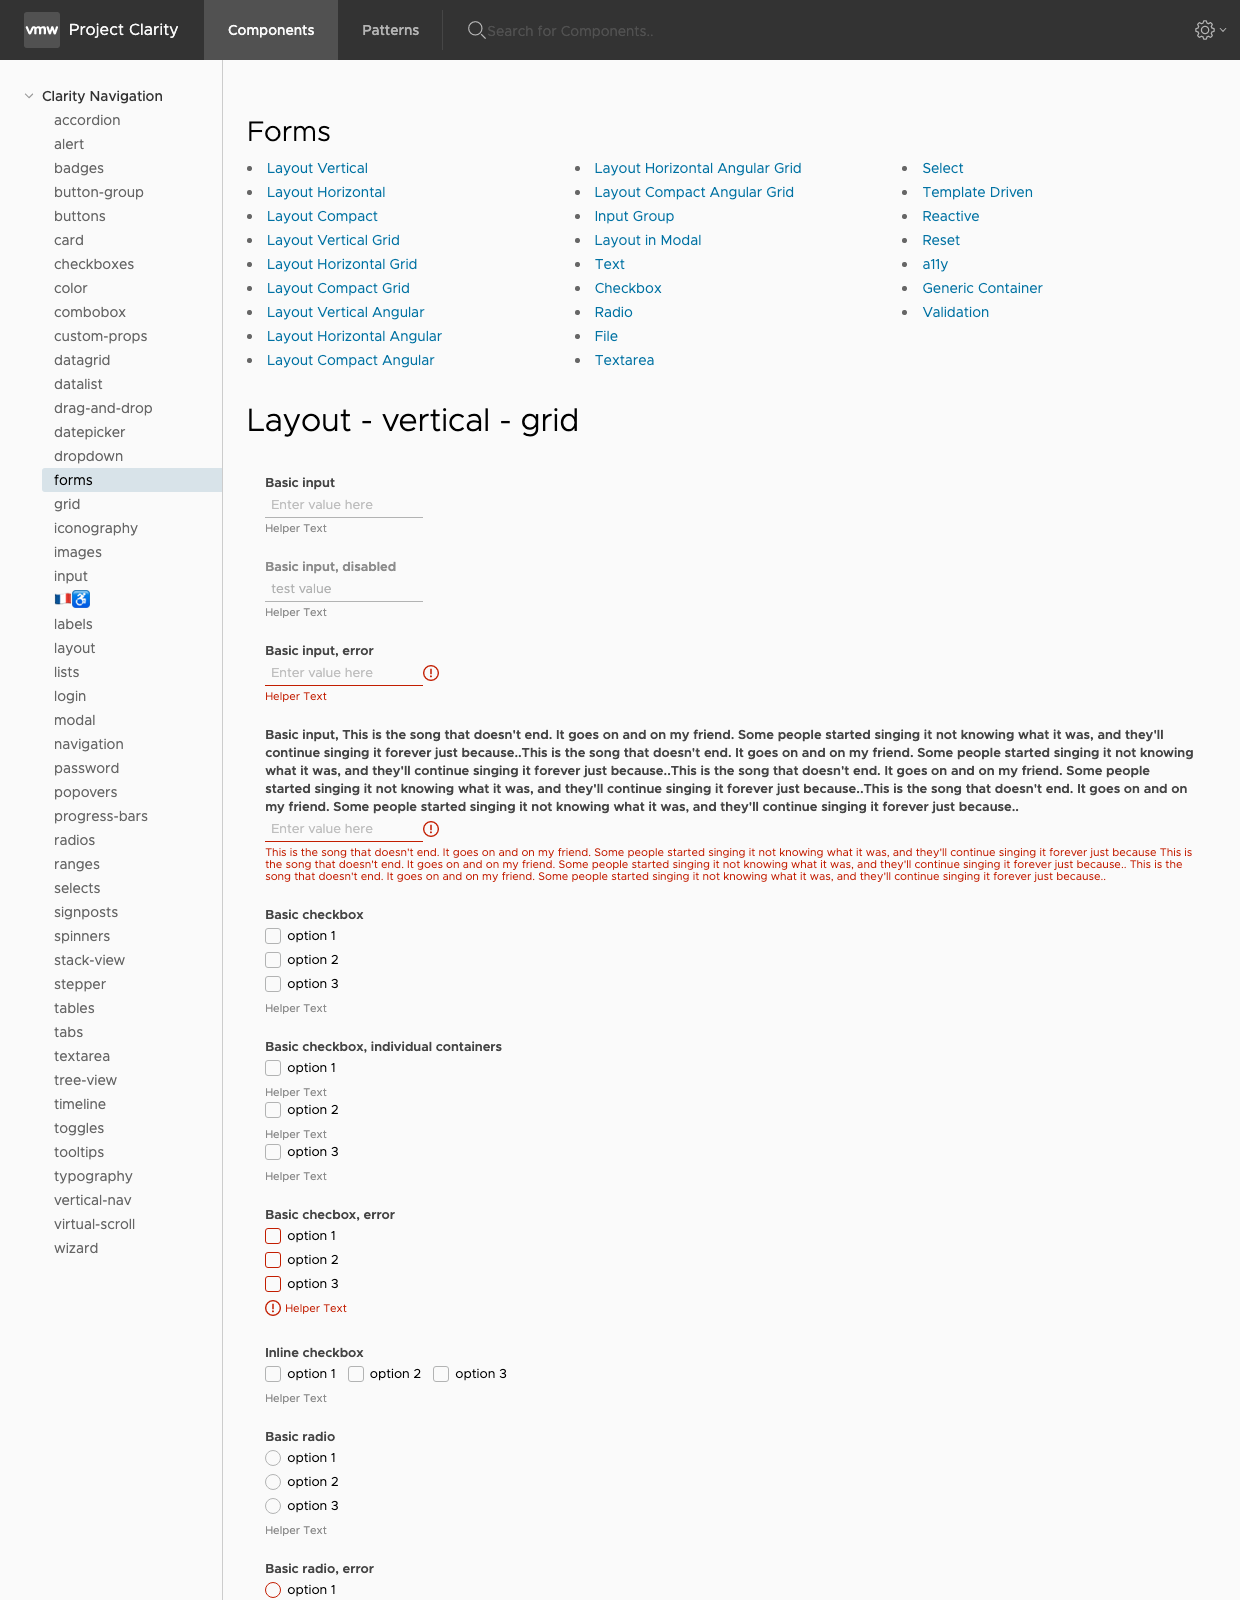 vmw Project Clarity
Components
Patterns
Search for Components..
Clarity Navigation
accordion
alert
badges
button-group
buttons
card
checkboxes
color
combobox
custom-props
datagrid
datalist
drag-and-drop
datepicker
dropdown
forms
grid
iconography
images
input
🇫🇷♿
labels
layout
lists
login
modal
navigation
password
popovers
progress-bars
radios
ranges
selects
signposts
spinners
stack-view
stepper
tables
tabs
textarea
tree-view
timeline
toggles
tooltips
typography
vertical-nav
virtual-scroll
wizard
Forms
Layout Vertical
Layout Horizontal
Layout Compact
Layout Vertical Grid
Layout Horizontal Grid
Layout Compact Grid
Layout Vertical Angular
Layout Horizontal Angular
Layout Compact Angular
Layout Horizontal Angular Grid
Layout Compact Angular Grid
Input Group
Layout in Modal
Text
Checkbox
Radio
File
Textarea
Select
Template Driven
Reactive
Reset
a11y
Generic Container
Validation
Layout - vertical - grid
Basic input
Enter value here
Helper Text
Basic input, disabled
test value
Helper Text
Basic input, error
Enter value here
Helper Text
Basic input, This is the song that doesn't end. It goes on and on my friend. Some people started singing it not knowing what it was, and they'll
continue singing it forever just because..This is the song that doesn't end. It goes on and on my friend. Some people started singing it not knowing
what it was, and they'll continue singing it forever just because..This is the song that doesn't end. It goes on and on my friend. Some people
started singing it not knowing what it was, and they'll continue singing it forever just because..This is the song that doesn't end. It goes on and on
my friend. Some people started singing it not knowing what it was, and they'll continue singing it forever just because..
Enter value here
This is the song that doesn't end. It goes on and on my friend. Some people started singing it not knowing what it was, and they'll continue singing it forever just because This is
the song that doesn't end. It goes on and on my friend. Some people started singing it not knowing what it was, and they'll continue singing it forever just because.. This is the
song that doesn't end. It goes on and on my friend. Some people started singing it not knowing what it was, and they'll continue singing it forever just because..
Basic checkbox
option 1
option 2
option 3
Helper Text
Basic checkbox, individual containers
option 1
Helper Text
option 2
Helper Text
option 3
Helper Text
Basic checbox, error
option 1
option 2
option 3
Helper Text
Inline checkbox
option 1 option 2 option 3
Helper Text
Basic radio
option 1
option 2
option 3
Helper Text
Basic radio, error
option 1